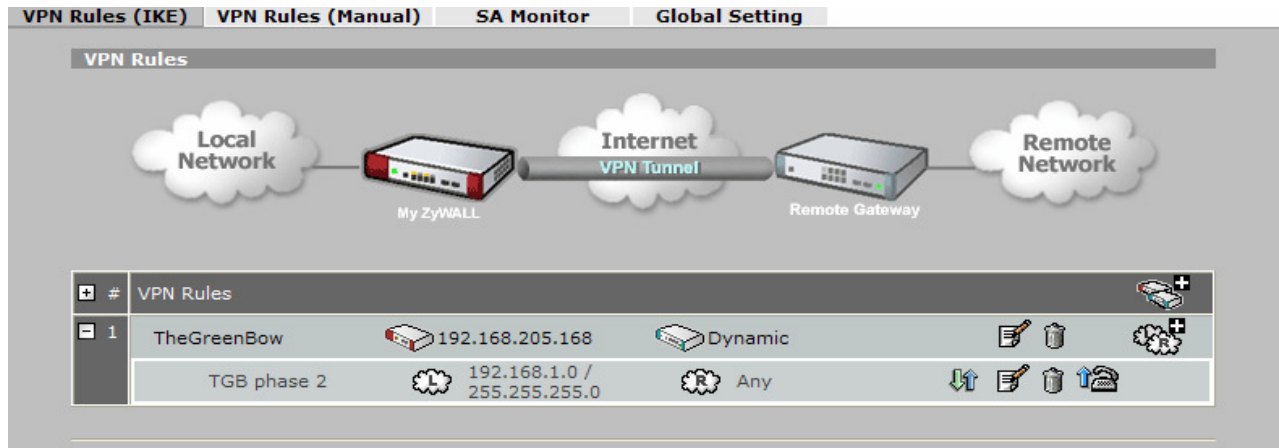 VPN Rules (IKE) VPN Rules (Manual) SA Monitor Global Setting
VPN Rules
Local
Network
Internet
VPN Tunnel
Remote
Network
My ZyWALL
Remote Gateway
# VPN Rules
1 TheGreenBow 192.168.205.168 Dynamic R
TGB phase 2 L 192.168.1.0 /
255.255.255.0 R Any